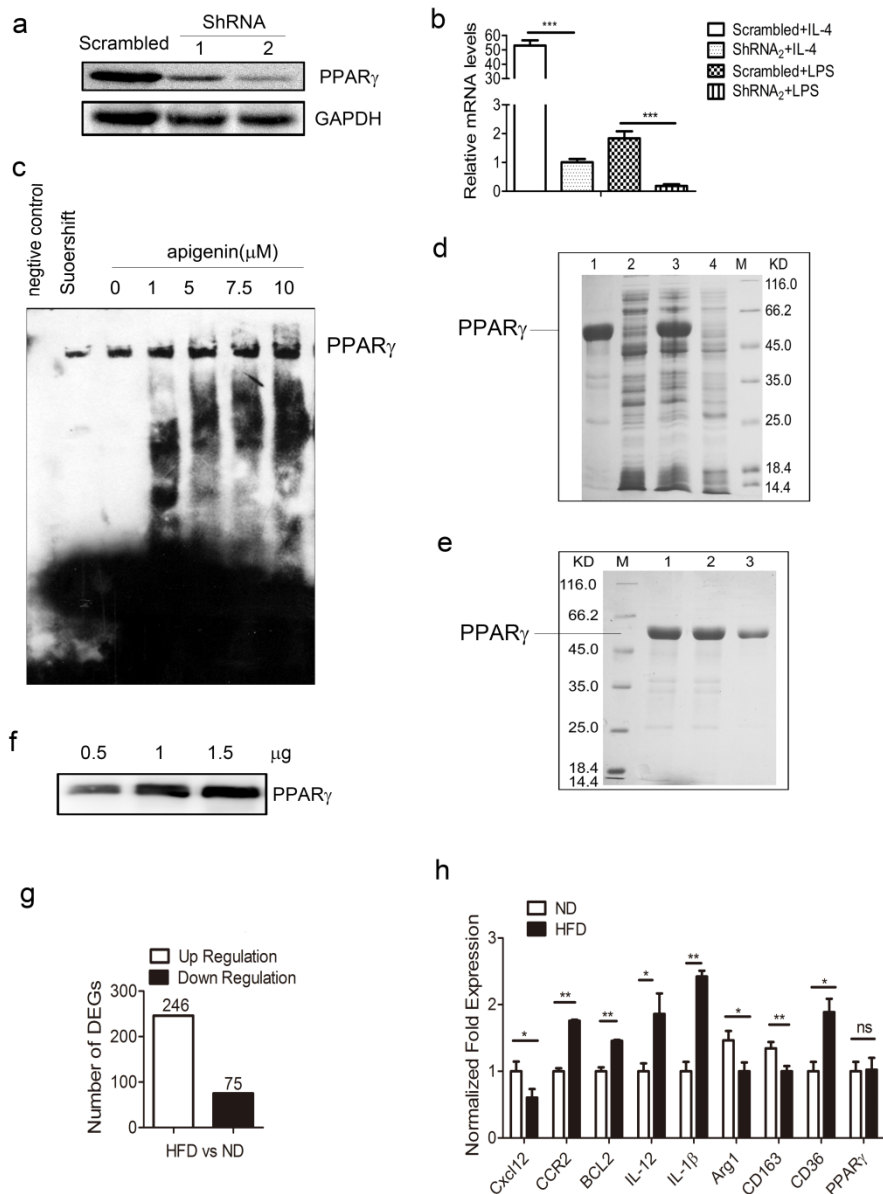 a
ShRNA
Scrambled 1 2
PPARγ
GAPDH
b
Relative mRNA levels
60
50
40
30
2
1
0
***
***
Scrambled+IL-4
ShRNA2+IL-4
Scrambled+LPS
ShRNA2+LPS
c
negtive control
Suoershift
apigenin(μM)
0 1 5 7.5 10
PPARγ
d
1 2 3 4 M KD
PPARγ
116.0
66.2
45.0
35.0
25.0
18.4
14.4
e
KD M 1 2 3
116.0
66.2
PPARγ
45.0
35.0
25.0
18.4
14.4
f
0.5 1 1.5 μg
PPARγ
g
Up Regulation
Down Regulation
Number of DEGs
300
200
100
0
246
75
HFD vs ND
h
ND
HFD
Normalized Fold Expression
3
2
1
0
* ** ** * ** * ** * ns
Cxcl12
CCR2
BCL2
IL-12
IL-1β
Arg1
CD163
CD36
PPARγ